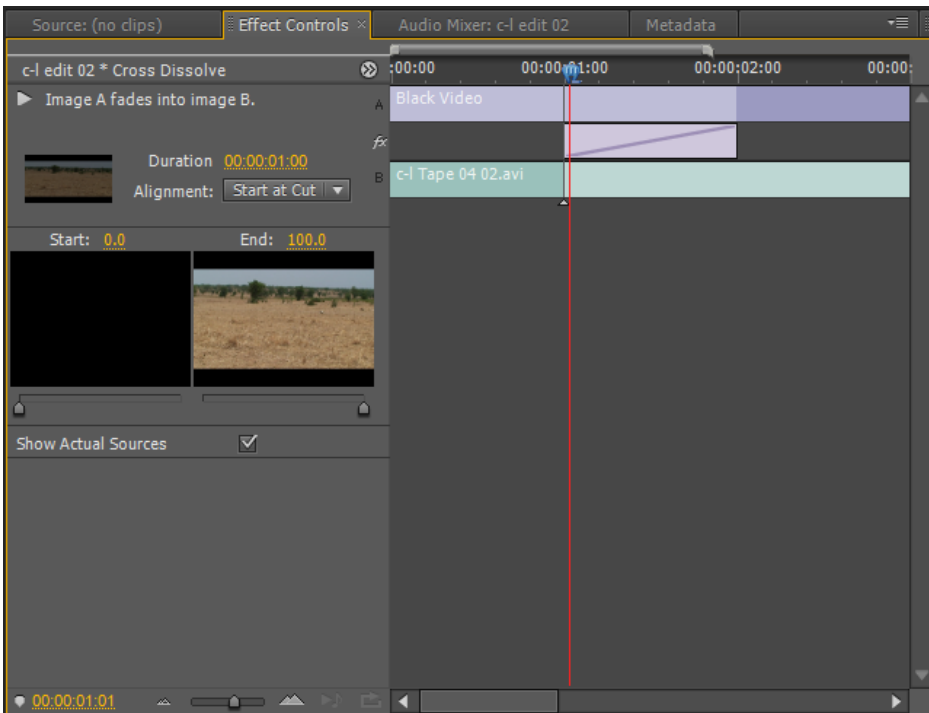 Source: (no clips) Effect Controls × Audio Mixer: c-l edit 02 Metadata
c-l edit 02 * Cross Dissolve ;00:00 00:00;01:00 00:00;02:00 00:00;
Image A fades into image B. A Black Video
fx
Duration 00:00:01:00
B c-l Tape 04 02.avi
Alignment: Start at Cut
Start: 0.0 End: 100.0
Show Actual Sources
00:00:01:01